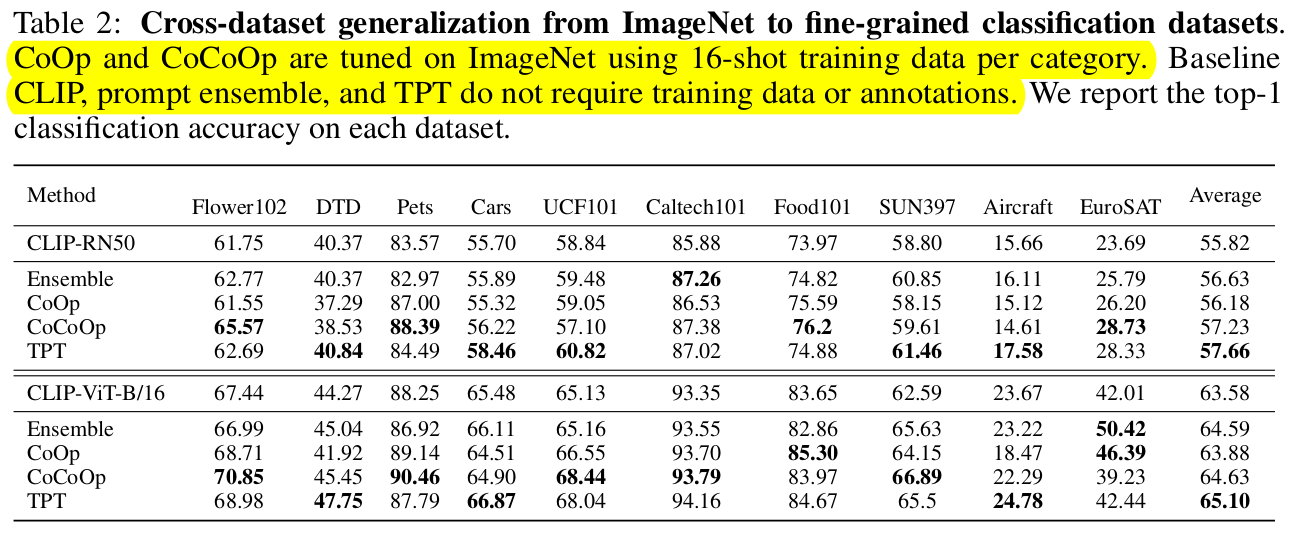 Table 2: Cross-dataset generalization from ImageNet to fine-grained classification datasets.
CoOp and CoCoOp are tuned on ImageNet using 16-shot training data per category. Baseline
CLIP, prompt ensemble, and TPT do not require training data or annotations. We report the top-1
classification accuracy on each dataset.
Method Flower102 DTD Pets Cars UCF101 Caltech101 Food101 SUN397 Aircraft EuroSAT Average
CLIP-RN50 61.75 40.37 83.57 55.70 58.84 85.88 73.97 58.80 15.66 23.69 55.82
Ensemble 62.77 40.37 82.97 55.89 59.48 87.26 74.82 60.85 16.11 25.79 56.63
CoOp 61.55 37.29 87.00 55.32 59.05 86.53 75.59 58.15 15.12 26.20 56.18
CoCoOp 65.57 38.53 88.39 56.22 57.10 87.38 76.2 59.61 14.61 28.73 57.23
TPT 62.69 40.84 84.49 58.46 60.82 87.02 74.88 61.46 17.58 28.33 57.66
CLIP-ViT-B/16 67.44 44.27 88.25 65.48 65.13 93.35 83.65 62.59 23.67 42.01 63.58
Ensemble 66.99 45.04 86.92 66.11 65.16 93.55 82.86 65.63 23.22 50.42 64.59
CoOp 68.71 41.92 89.14 64.51 66.55 93.70 85.30 64.15 18.47 46.39 63.88
CoCoOp 70.85 45.45 90.46 64.90 68.44 93.79 83.97 66.89 22.29 39.23 64.63
TPT 68.98 47.75 87.79 66.87 68.04 94.16 84.67 65.5 24.78 42.44 65.10